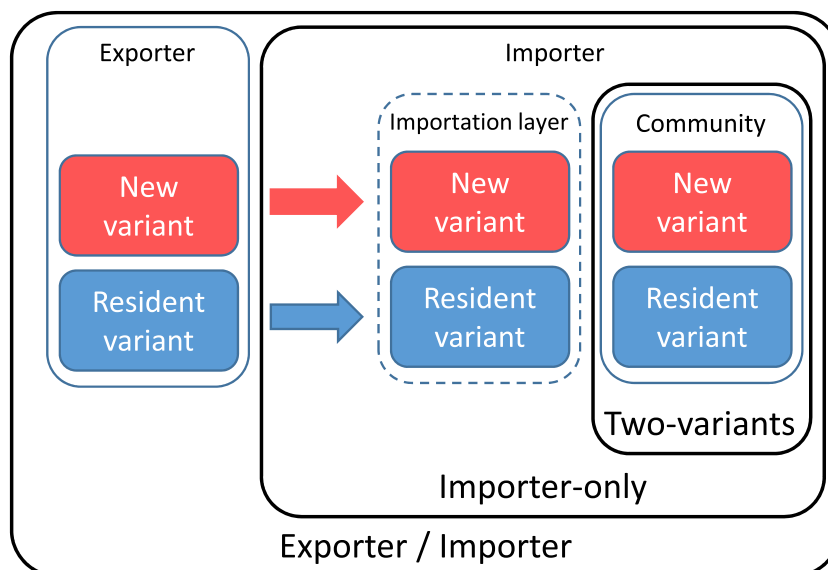 Exporter
New
variant
Resident
variant
Importer
Importation layer
New
variant
Resident
variant
Community
New
variant
Resident
variant
Two-variants
Importer-only
Exporter / Importer